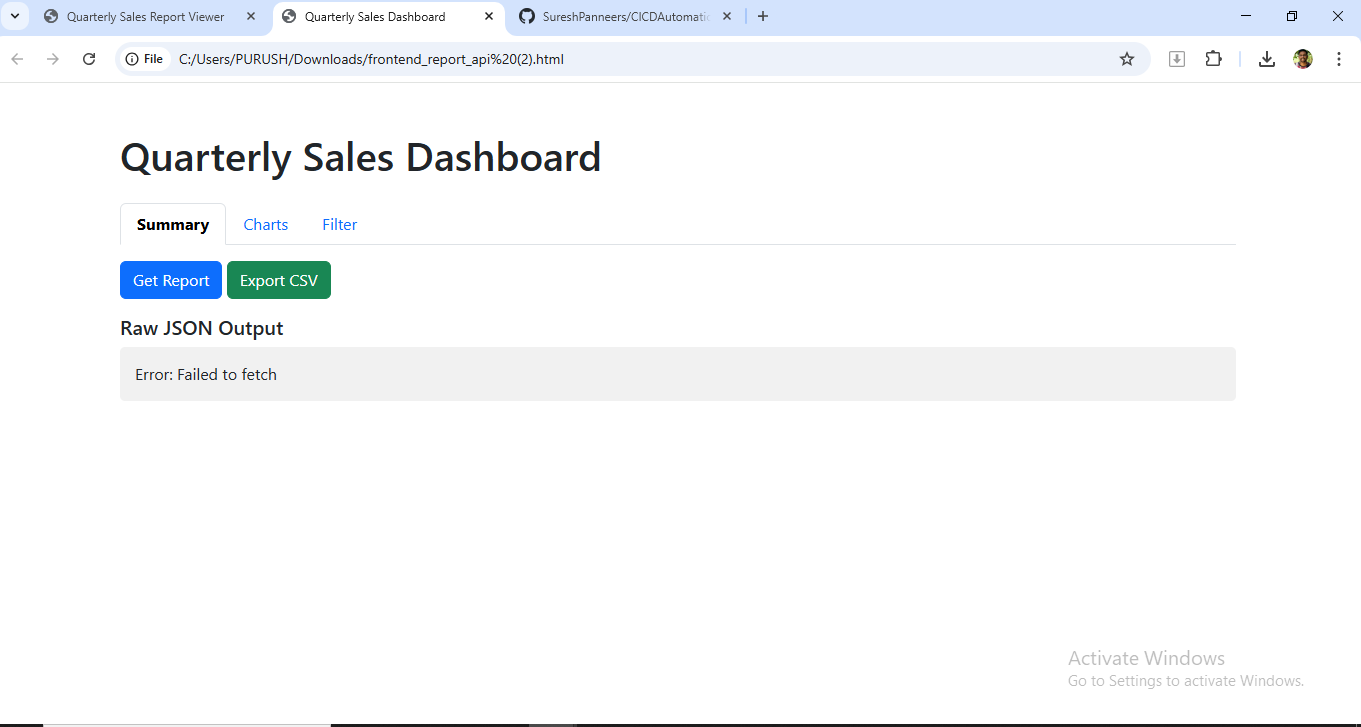 Quarterly Sales Report Viewer
Quarterly Sales Dashboard
SureshPanneers/CICDAutomatic
File
C:/Users/PURUSH/Downloads/frontend_report_api%20(2).html
Quarterly Sales Dashboard
Summary
Charts
Filter
Get Report
Export CSV
Raw JSON Output
Error: Failed to fetch
Activate Windows
Go to Settings to activate Windows.